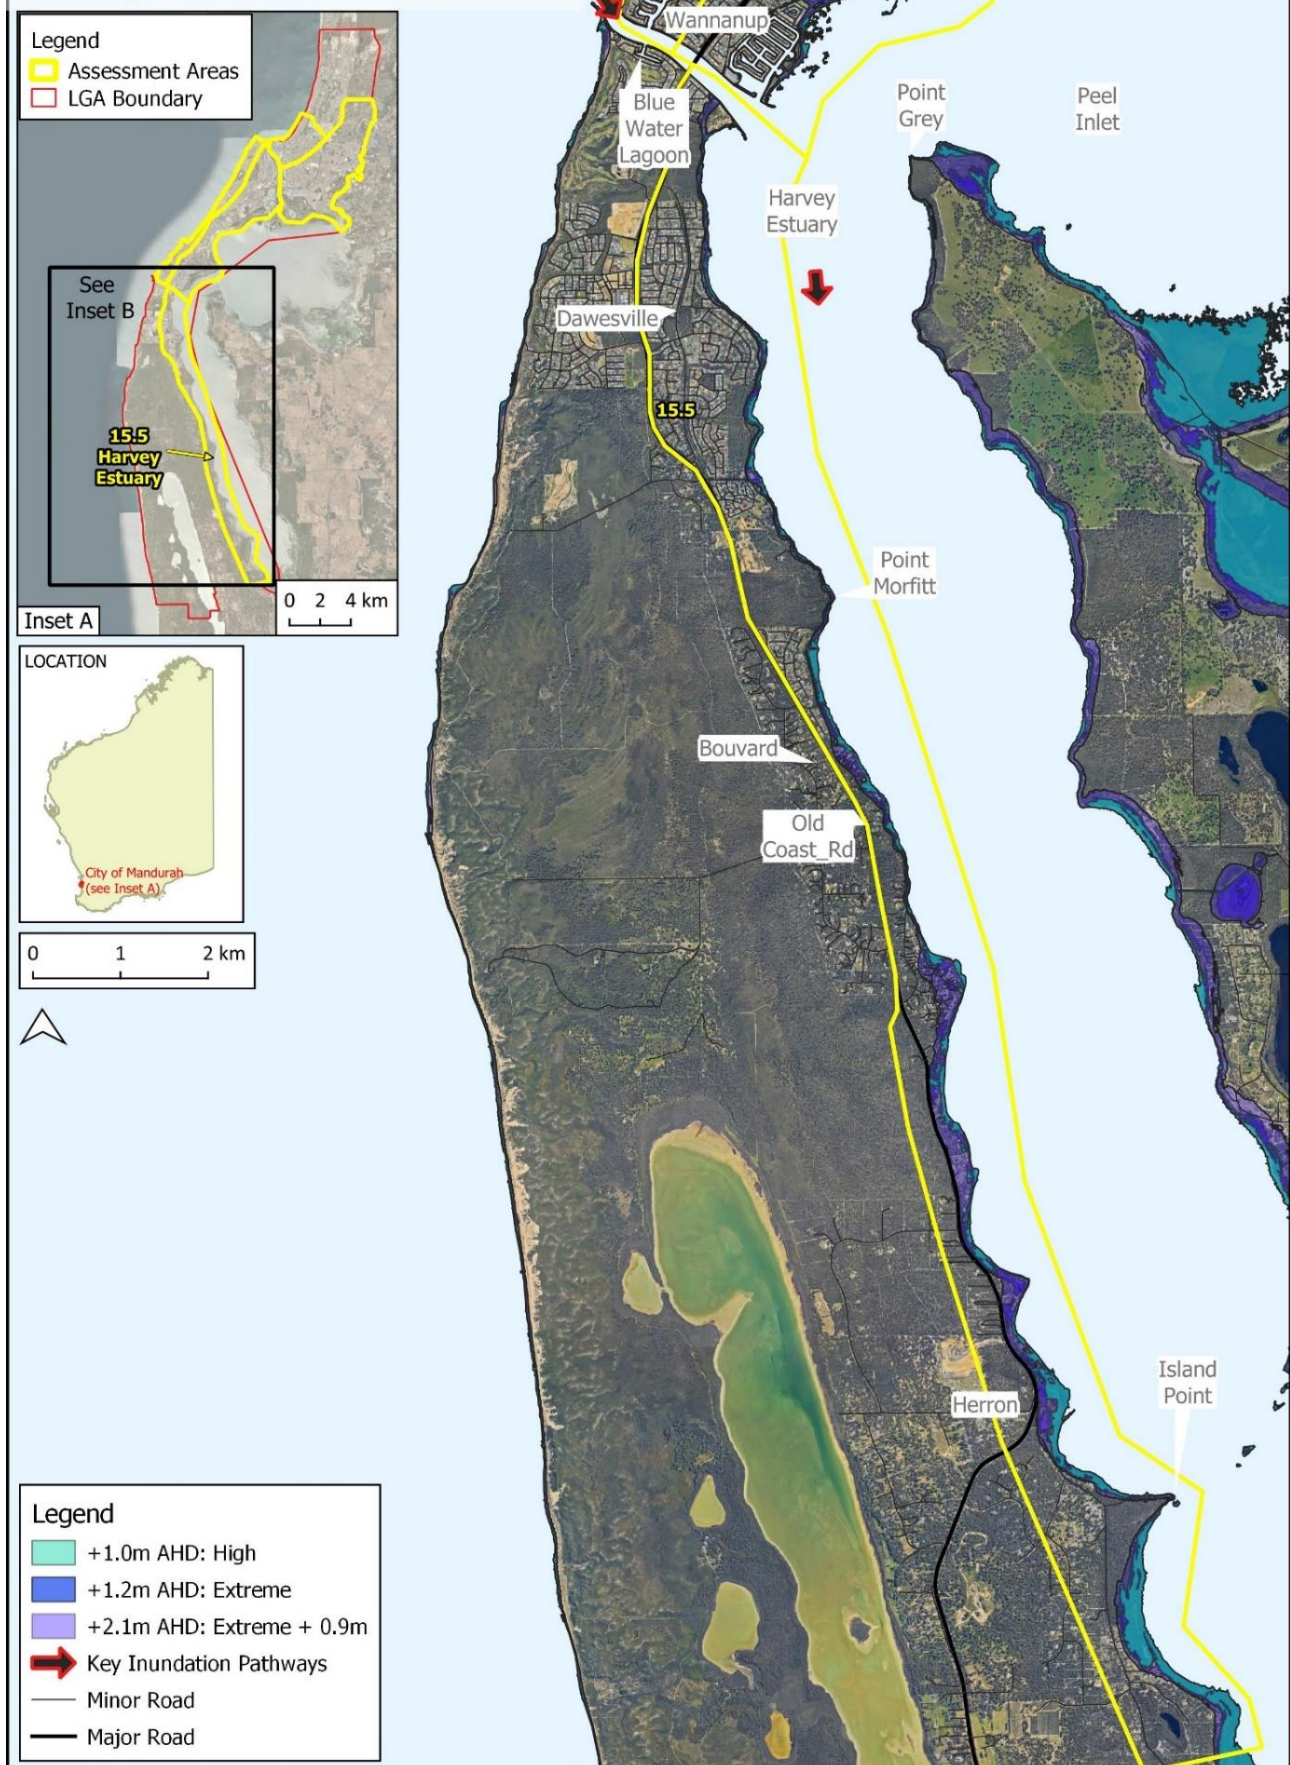 Legend
Assessment Areas
LGA Boundary
See
Inset B
15.5
Harvey
Estuary
Inset A
0 2 4 km
LOCATION
City of Mandurah
(see Inset A)
0 1 2 km
Wannanup
Blue
Water
Lagoon
Point
Grey
Peel
Inlet
Harvey
Estuary
Dawesville
15.5
Point
Morfitt
Bouvard
Old
Coast_Rd
Island
Point
Herron
Legend
+1.0m AHD: High
+1.2m AHD: Extreme
+2.1m AHD: Extreme + 0.9m
Key Inundation Pathways
Minor Road
Major Road